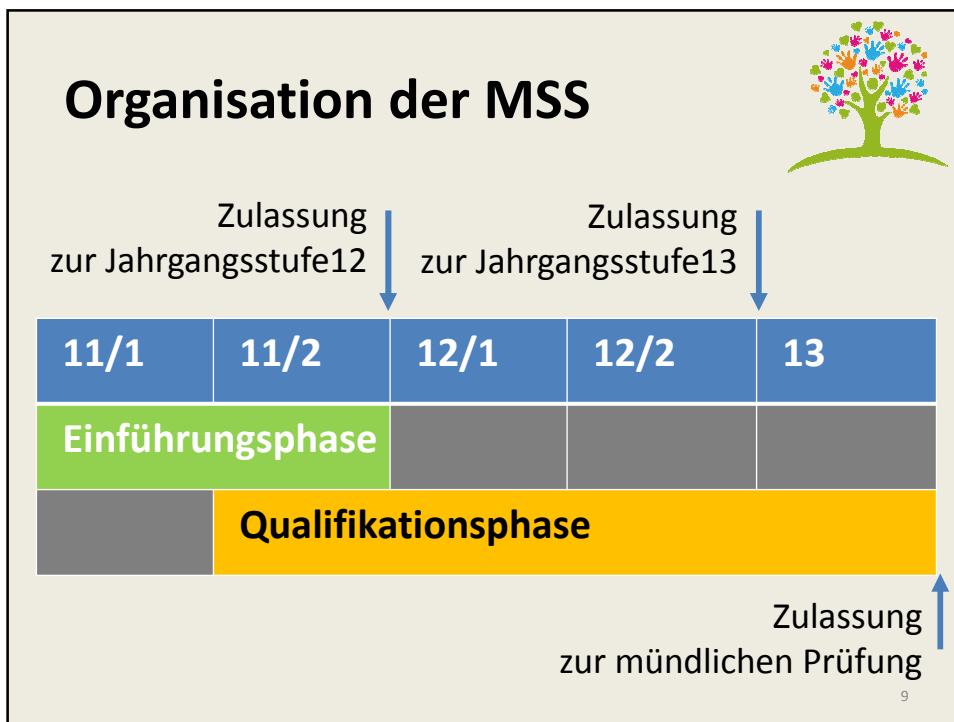 Organisation der MSS
Zulassung
zur Jahrgangsstufe12
Zulassung
zur Jahrgangsstufe13
11/1 11/2 12/1 12/2 13
Einführungsphase
Qualifikationsphase
Zulassung
zur mündlichen Prüfung
9